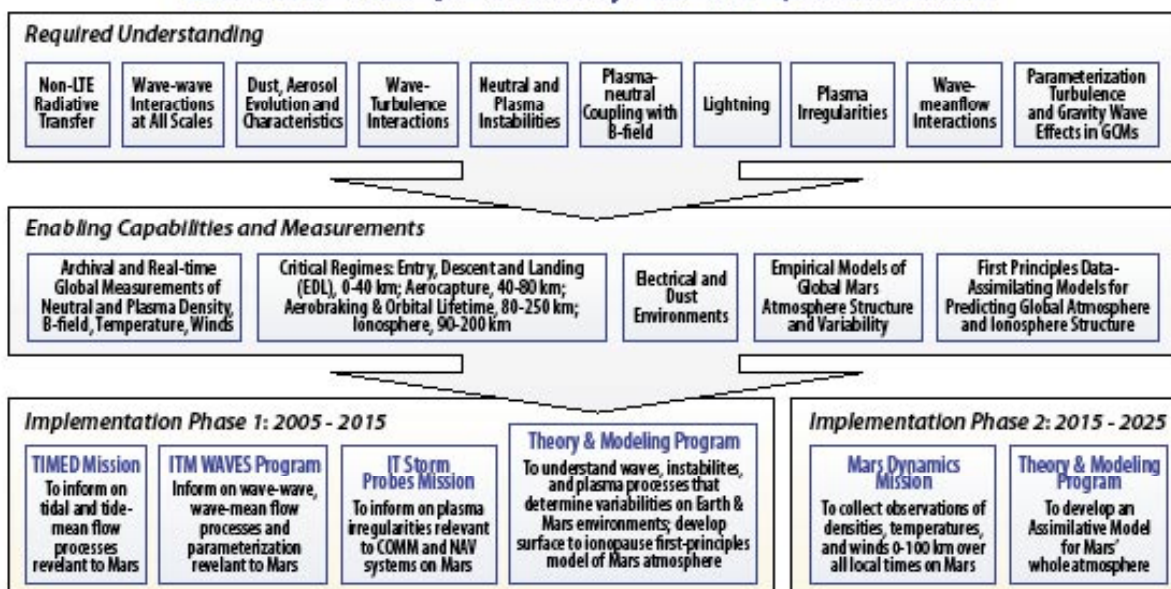 Required Understanding
Non-LTE
Radiative
Transfer
Wave-wave
Interactions
at All Scales
Dust, Aerosol
Evolution and
Characteristics
Wave-
Turbulence
Interactions
Neutral and
Plasma
Instabilities
Plasma-
neutral
Coupling with
B-field
Lightning
Plasma
Irregularities
Wave-
meanflow
Interactions
Parameterization
Turbulence
and Gravity Wave
Effects in GCMs
Enabling Capabilities and Measurements
Archival and Real-time
Global Measurements of
Neutral and Plasma Density,
B-field, Temperature, Winds
Critical Regimes: Entry, Descent and Landing
(EDL), 0-40 km; Aerocapture, 40-80 km;
Aerobraking & Orbital Lifetime, 80-250 km;
Ionosphere, 90-200 km
Electrical and
Dust
Environments
Empirical Models of
Global Mars
Atmosphere Structure
and Variability
First Principles Data-
Assimilating Models for
Predicting Global Atmosphere
and Ionosphere Structure
Implementation Phase 1: 2005 - 2015
TIMED Mission
To inform on
tidal and tide-
mean flow
processes
revelant to Mars
ITM WAVES Program
Inform on wave-wave,
wave-mean flow
processes and
parameterization
revelant to Mars
IT Storm
Probes Mission
To inform on plasma
irregularities relevant
to COMM and NAV
systems on Mars
Theory & Modeling Program
To understand waves, instabilites,
and plasma processes that
determine variabilities on Earth &
Mars environments; develop
surface to ionopause first-principles
model of Mars atmosphere
Implementation Phase 2: 2015 - 2025
Mars Dynamics
Mission
To collect observations of
densities, temperatures,
and winds 0-100 km over
all local times on Mars
Theory & Modeling
Program
To develop an
Assimilative Model
for Mars'
whole atmosphere